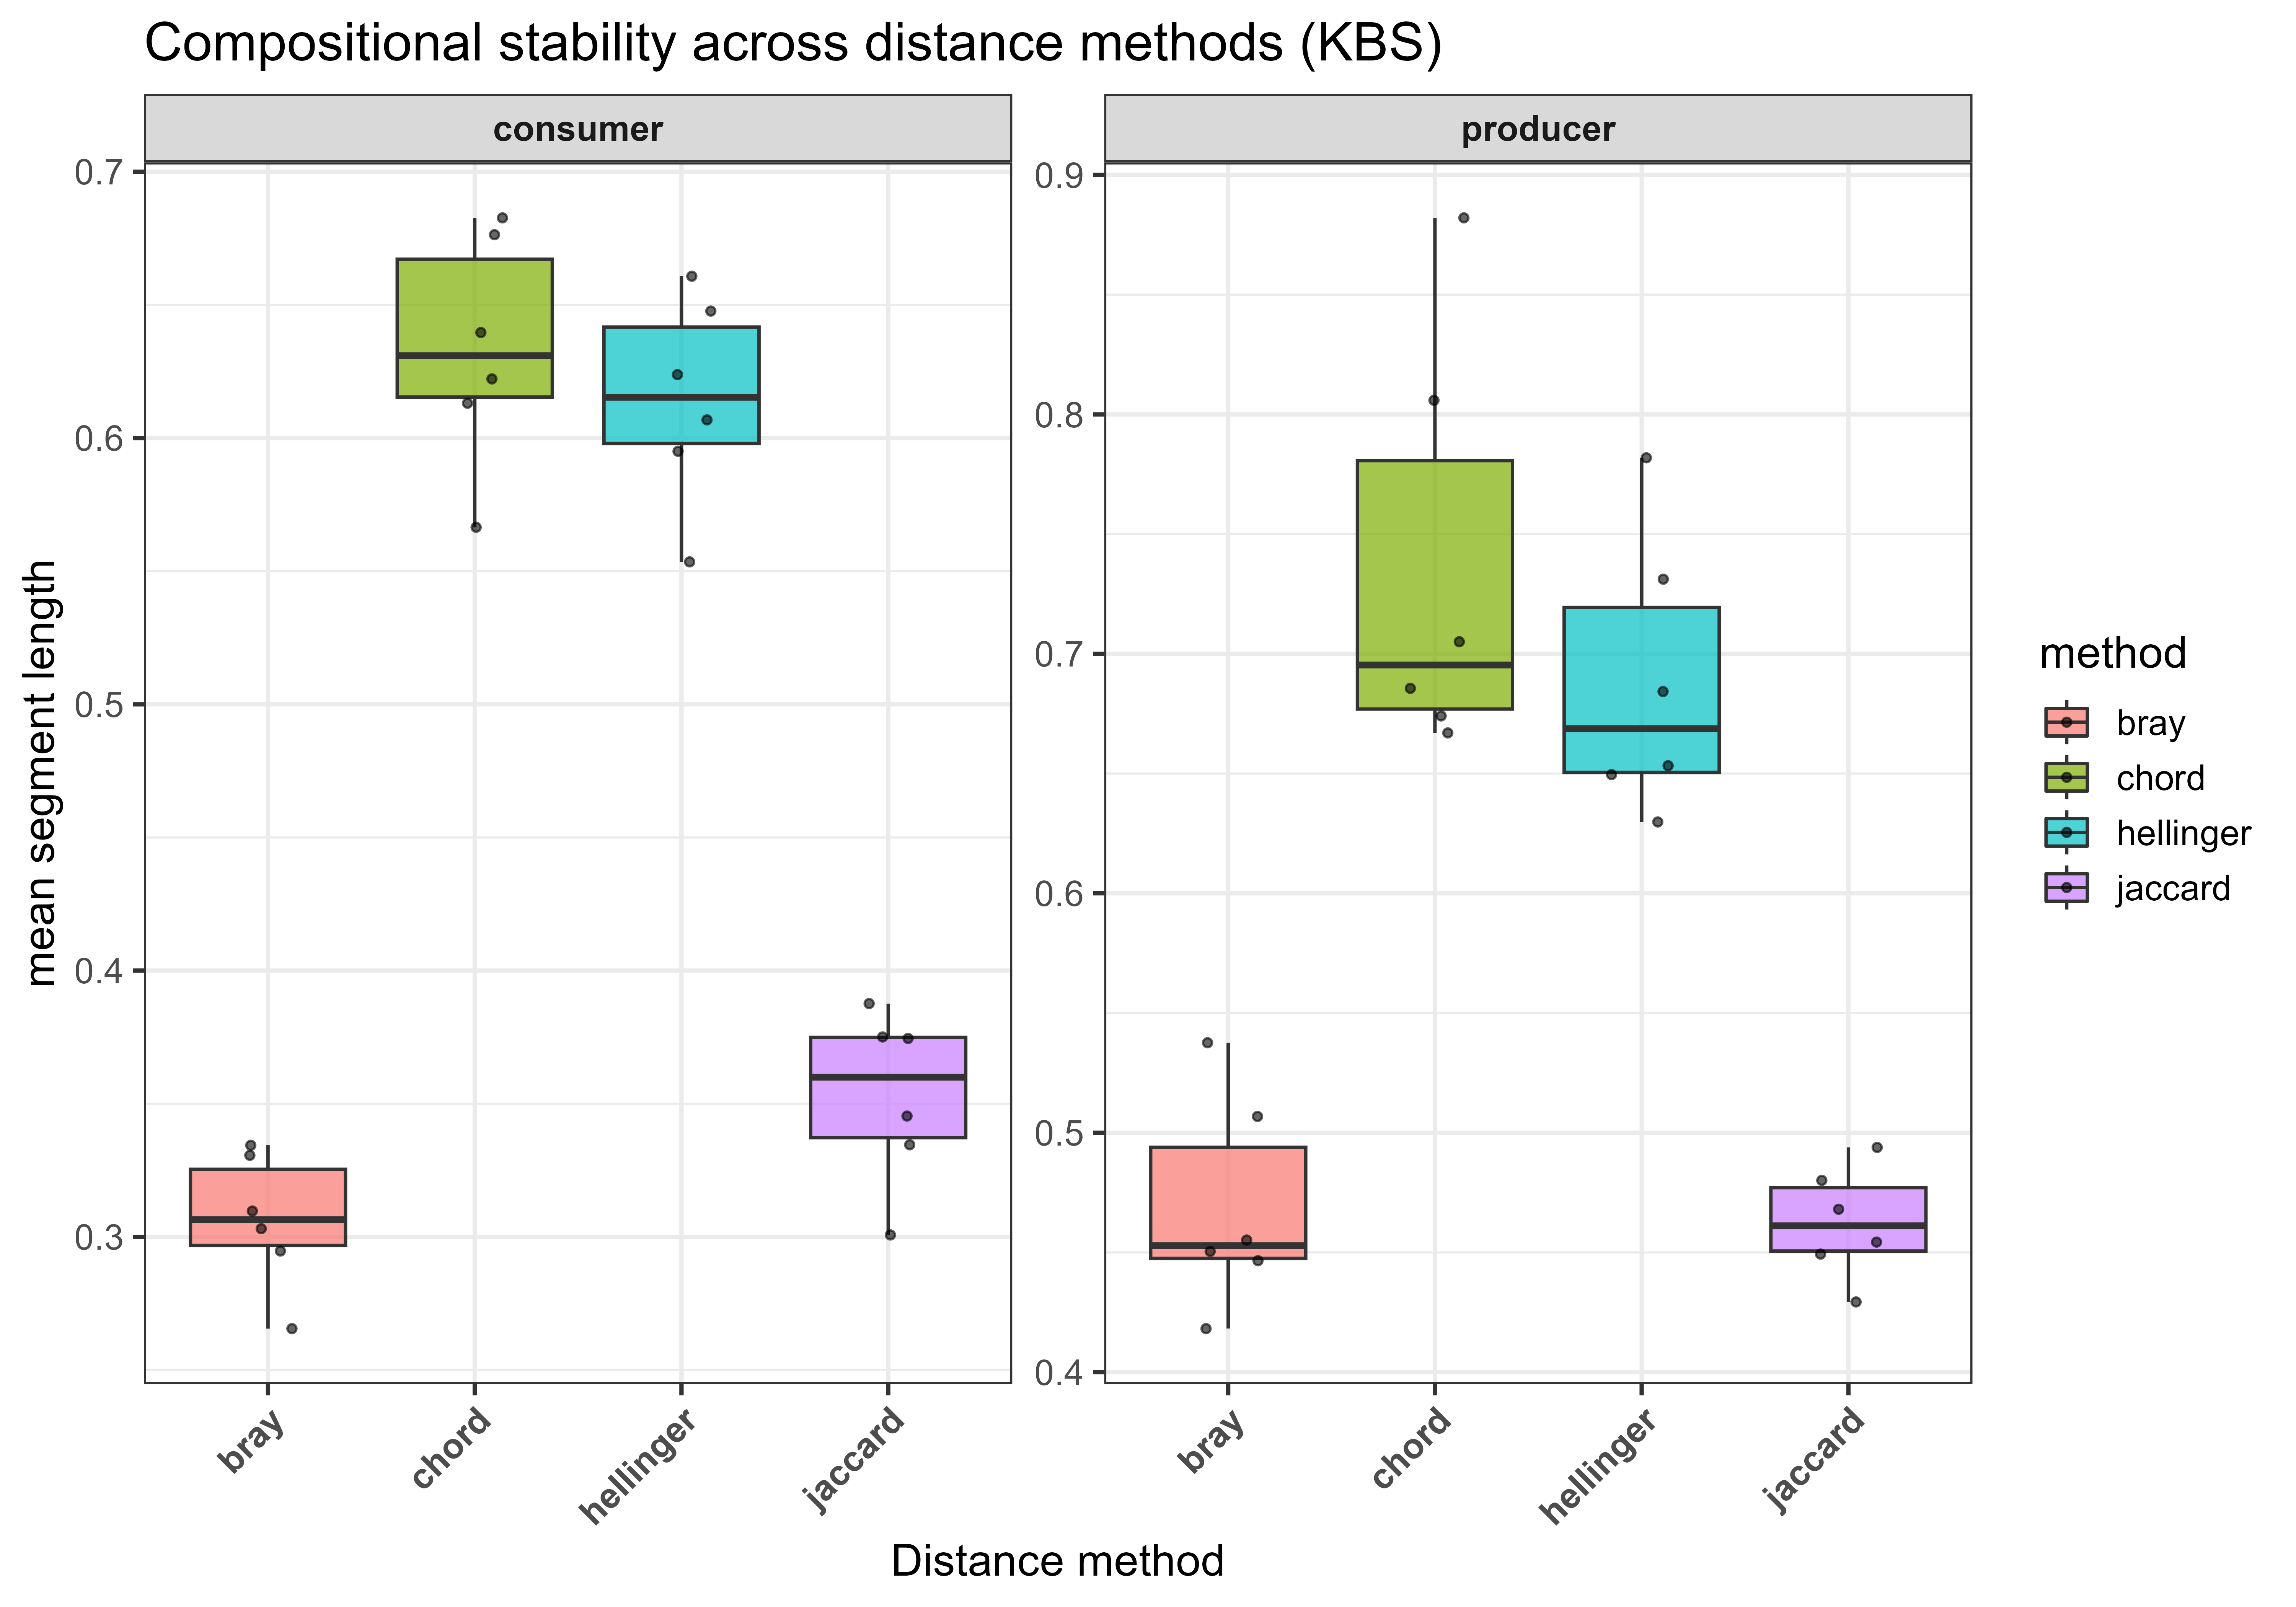 Compositional stability across distance methods (KBS)
consumer
producer
mean segment length
0.7
0.6
0.5
0.4
0.3
0.9
0.8
0.7
0.6
0.5
0.4
bray
chord
hellinger
jaccard
bray
chord
hellinger
jaccard
Distance method
method
bray
chord
hellinger
jaccard